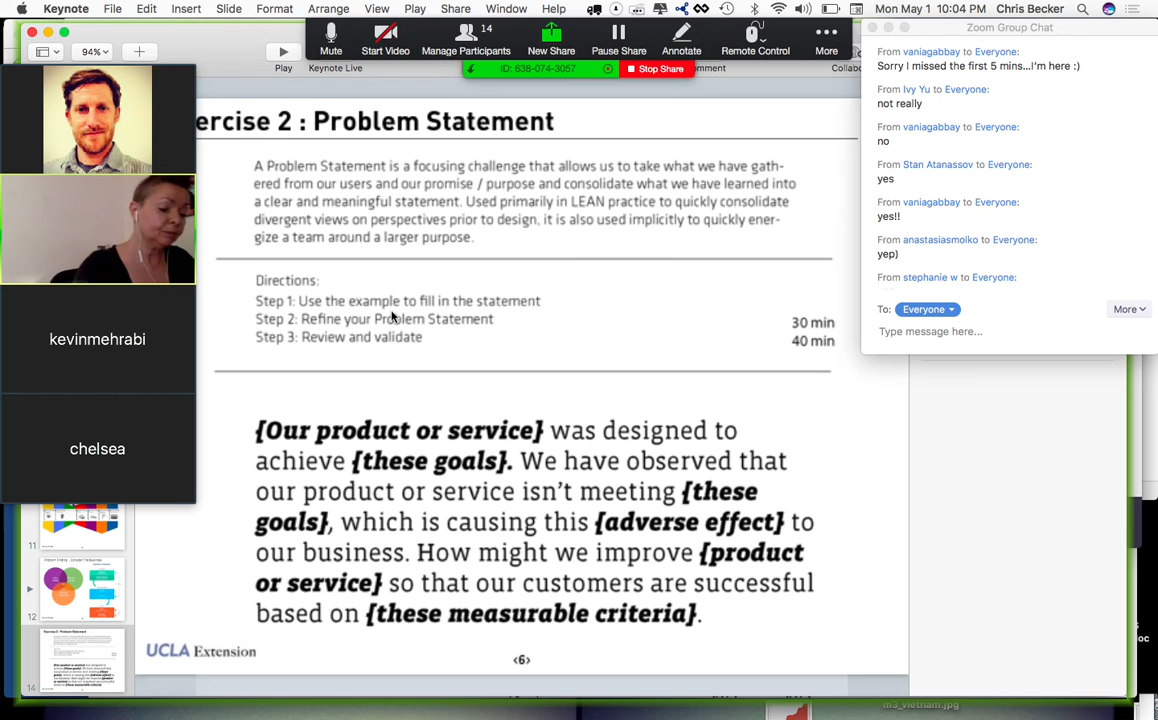 Keynote File Edit Insert Slide Format Arrange View Play Share Window Help Mon May 1 10:04 PM Chris Becker
94%
Play Keynote Live
Mute Start Video Manage Participants 14 New Share Pause Share Annotate Remote Control More
ID: 638-074-3057 Stop Share
omment
Collabo
Zoom Group Chat
From vaniagabbay to Everyone:
Sorry I missed the first 5 mins...I'm here :)
From Ivy Yu to Everyone:
not really
From vaniagabbay to Everyone:
no
From Stan Atanassov to Everyone:
yes
From vaniagabbay to Everyone:
yes!!
From anastasiasmolko to Everyone:
yep)
From stephanie w to Everyone:
To: Everyone More
Type message here...
kevinmehrabi
chelsea
ercise 2 : Problem Statement
A Problem Statement is a focusing challenge that allows us to take what we have gath-
ered from our users and our promise / purpose and consolidate what we have learned into
a clear and meaningful statement. Used primarily in LEAN practice to quickly consolidate
divergent views on perspectives prior to design, it is also used implicitly to quickly ener-
gize a team around a larger purpose.
Directions:
Step 1: Use the example to fill in the statement
Step 2: Refine your Problem Statement 30 min
Step 3: Review and validate 40 min
{Our product or service} was designed to
achieve {these goals}. We have observed that
our product or service isn't meeting {these
goals}, which is causing this {adverse effect} to
our business. How might we improve {product
or service} so that our customers are successful
based on {these measurable criteria}.
UCLA Extension
‹6›
11
12
14
m3_vietnam.jpg